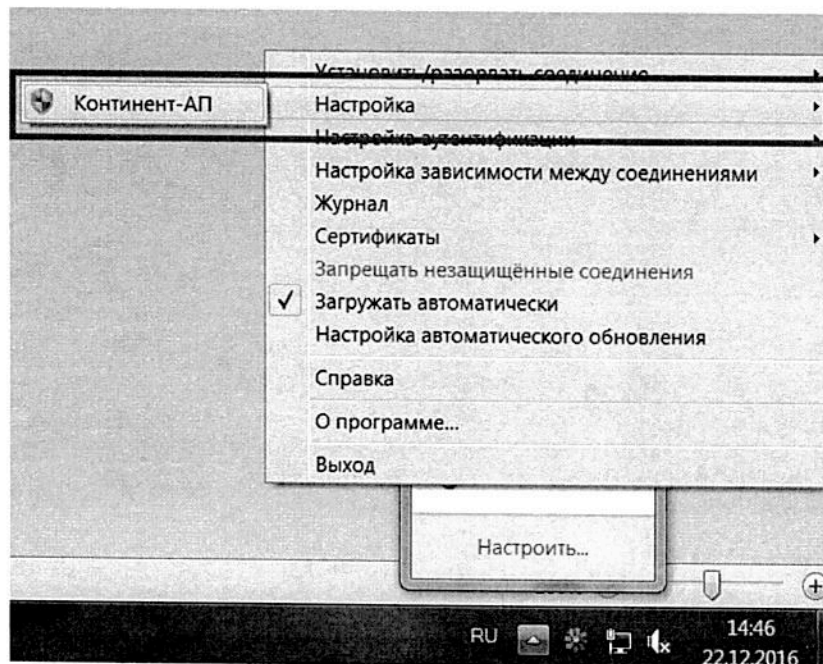 Установить/разорвать соединение
Континент-АП
Настройка
Настройка аутентификации
Настройка зависимости между соединениями
Журнал
Сертификаты
Запрещать незащищённые соединения
Загружать автоматически
Настройка автоматического обновления
Справка
О программе...
Выход
Настроить...
RU
14:46
22.12.2016